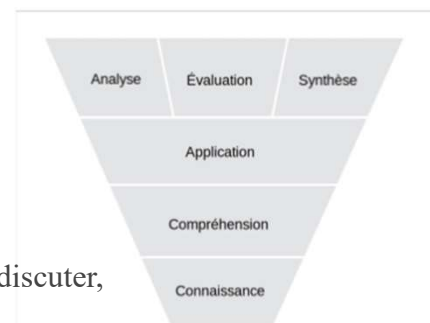 Analyse Évaluation Synthèse
Application
Compréhension
discuter,
Connaissance